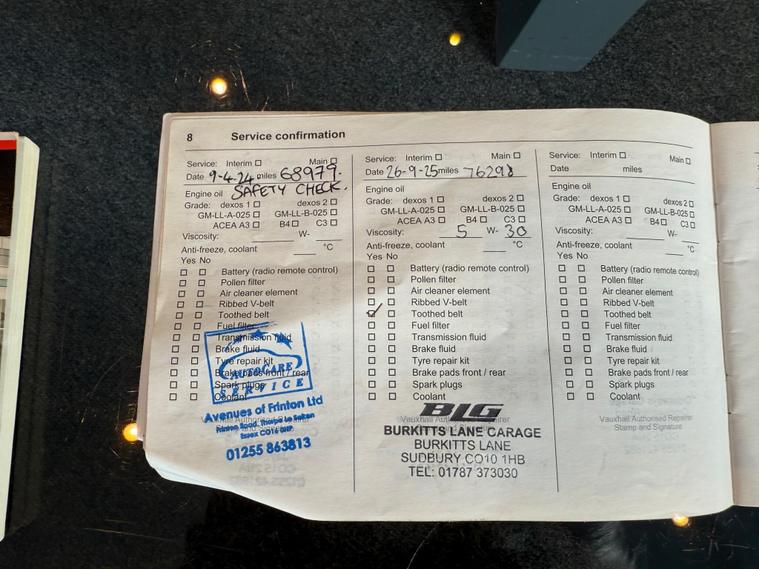 8 Service confirmation
Service: Interim ☐ Main ☐
Date 9-4-24 miles 68979.
Engine oil SAFETY CHECK.
Grade: dexos 1 ☐ dexos 2 ☐
GM-LL-A-025 ☐ GM-LL-B-025 ☐
ACEA A3 ☐ B4 ☐ C3 ☐
Viscosity: W-
Anti-freeze, coolant °C
Yes No
☐ ☐ Battery (radio remote control)
☐ ☐ Pollen filter
☐ ☐ Air cleaner element
☐ ☐ Ribbed V-belt
☐ ☐ Toothed belt
☐ ☐ Fuel filter
☐ ☐ Transmission fluid
☐ ☐ Brake fluid
☐ ☐ Tyre repair kit
☐ ☐ Brake pads front / rear
☐ ☐ Spark plugs
☐ ☐ Coolant
AUTOCARE
SERVICE
Avenues of Frinton Ltd
01255 863813
Service: Interim ☐ Main ☐
Date 26-9-25 miles 76298
Engine oil
Grade: dexos 1 ☐ dexos 2 ☐
GM-LL-A-025 ☐ GM-LL-B-025 ☐
ACEA A3 ☐ B4 ☐ C3 ☐
Viscosity: 5 W- 30
Anti-freeze, coolant °C
Yes No
☐ ☐ Battery (radio remote control)
☐ ☐ Pollen filter
☐ ☐ Air cleaner element
☐ ☐ Ribbed V-belt
☑ ☐ Toothed belt
☐ ☐ Fuel filter
☐ ☐ Transmission fluid
☐ ☐ Brake fluid
☐ ☐ Tyre repair kit
☐ ☐ Brake pads front / rear
☐ ☐ Spark plugs
☐ ☐ Coolant
BLG
BURKITTS LANE GARAGE
BURKITTS LANE
SUDBURY CO10 1HB
TEL: 01787 373030
Service: Interim ☐ Main ☐
Date miles
Engine oil
Grade: dexos 1 ☐ dexos 2 ☐
GM-LL-A-025 ☐ GM-LL-B-025 ☐
ACEA A3 ☐ B4 ☐ C3 ☐
Viscosity: W-
Anti-freeze, coolant °C
Yes No
☐ ☐ Battery (radio remote control)
☐ ☐ Pollen filter
☐ ☐ Air cleaner element
☐ ☐ Ribbed V-belt
☐ ☐ Toothed belt
☐ ☐ Fuel filter
☐ ☐ Transmission fluid
☐ ☐ Brake fluid
☐ ☐ Tyre repair kit
☐ ☐ Brake pads front / rear
☐ ☐ Spark plugs
☐ ☐ Coolant
Vauxhall Authorised Repairer
Stamp and Signature